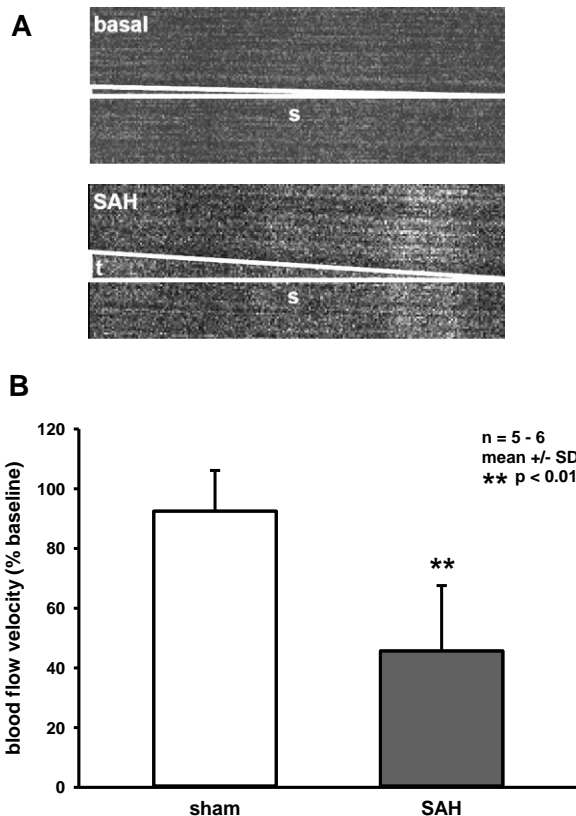 A
basal
s
SAH
t
s
B
n = 5 - 6
mean +/- SD
** p < 0.01
blood flow velocity (% baseline)
120
100
80
60
40
20
0
**
sham
SAH